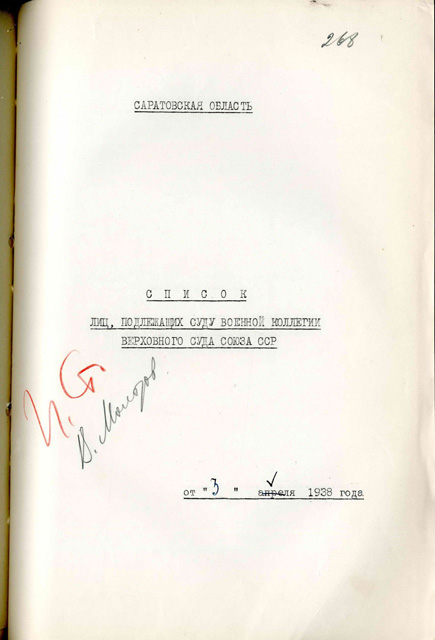 268
САРАТОВСКАЯ ОБЛАСТЬ
С П И С О К
ЛИЦ, ПОДЛЕЖАЩИХ СУДУ ВОЕННОЙ КОЛЛЕГИИ
ВЕРХОВНОГО СУДА СОЮЗА ССР
И. Ст
В. Молотов
от "3" апреля 1938 года